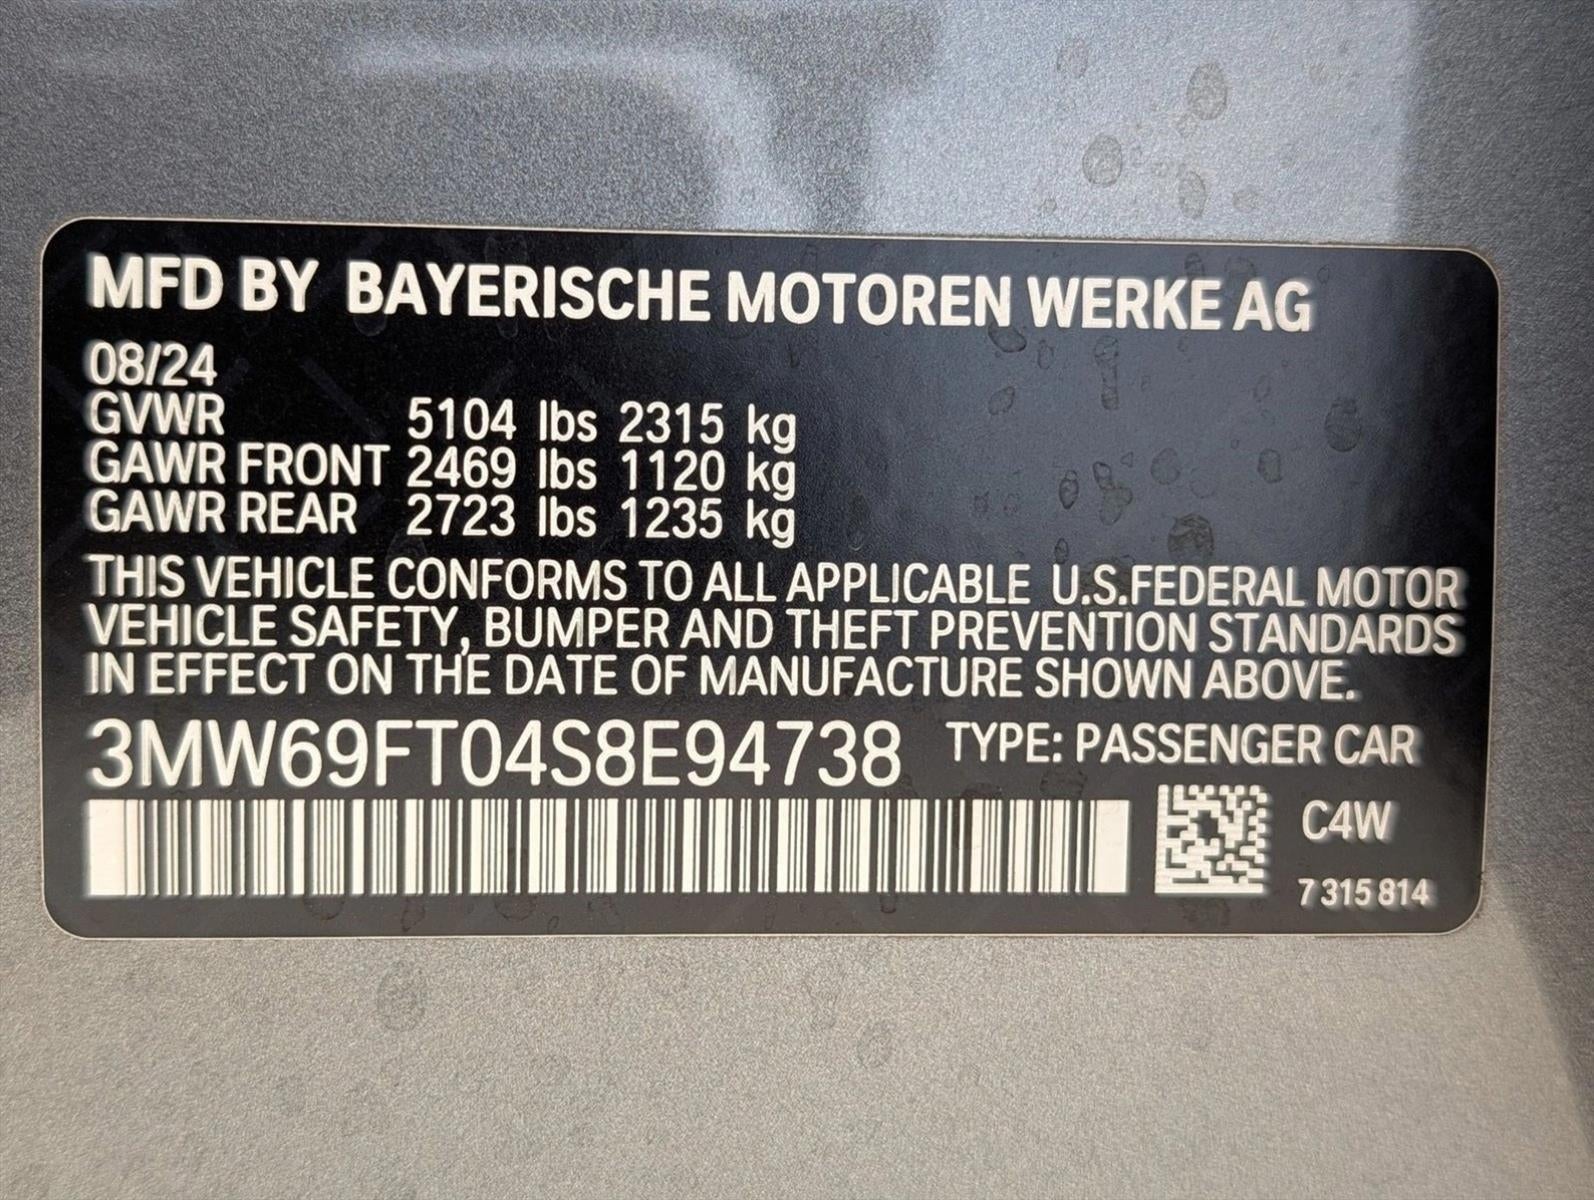 MFD BY BAYERISCHE MOTOREN WERKE AG
08/24
GVWR 5104 lbs 2315 kg
GAWR FRONT 2469 lbs 1120 kg
GAWR REAR 2723 lbs 1235 kg
THIS VEHICLE CONFORMS TO ALL APPLICABLE U.S.FEDERAL MOTOR
VEHICLE SAFETY, BUMPER AND THEFT PREVENTION STANDARDS
IN EFFECT ON THE DATE OF MANUFACTURE SHOWN ABOVE.
3MW69FT04S8E94738 TYPE: PASSENGER CAR
C4W
7 315 814